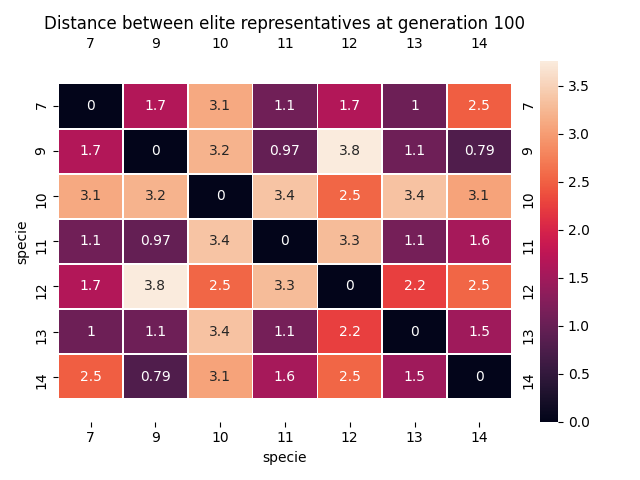 Distance between elite representatives at generation 100
7 9 10 11 12 13 14
7 0 1.7 3.1 1.1 1.7 1 2.5 7
9 1.7 0 3.2 0.97 3.8 1.1 0.79 9
10 3.1 3.2 0 3.4 2.5 3.4 3.1 10
11 1.1 0.97 3.4 0 3.3 1.1 1.6 11
12 1.7 3.8 2.5 3.3 0 2.2 2.5 12
13 1 1.1 3.4 1.1 2.2 0 1.5 13
14 2.5 0.79 3.1 1.6 2.5 1.5 0 14
7 9 10 11 12 13 14
specie
specie
3.5
3.0
2.5
2.0
1.5
1.0
0.5
0.0